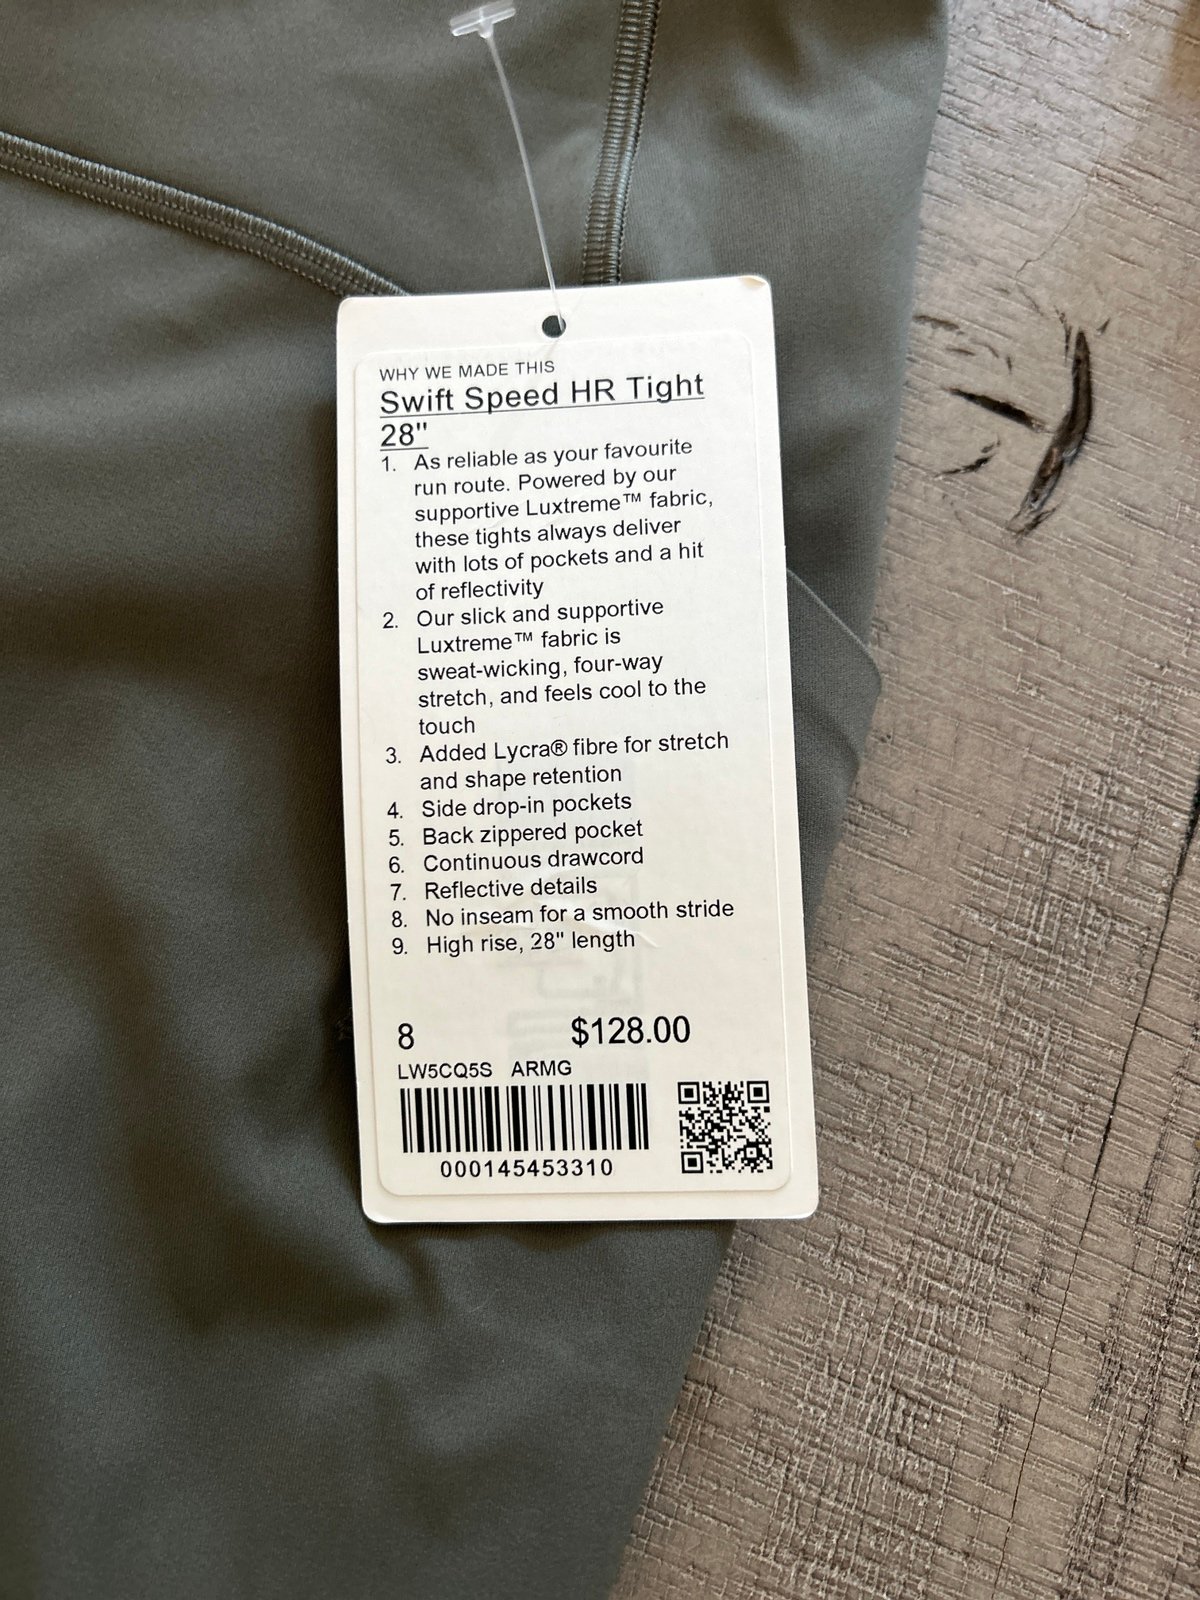 WHY WE MADE THIS
Swift Speed HR Tight
28"
1. As reliable as your favourite
run route. Powered by our
supportive Luxtreme™ fabric,
these tights always deliver
with lots of pockets and a hit
of reflectivity
2. Our slick and supportive
Luxtreme™ fabric is
sweat-wicking, four-way
stretch, and feels cool to the
touch
3. Added Lycra® fibre for stretch
and shape retention
4. Side drop-in pockets
5. Back zippered pocket
6. Continuous drawcord
7. Reflective details
8. No inseam for a smooth stride
9. High rise, 28" length
8 $128.00
LW5CQ5S ARMG
000145453310